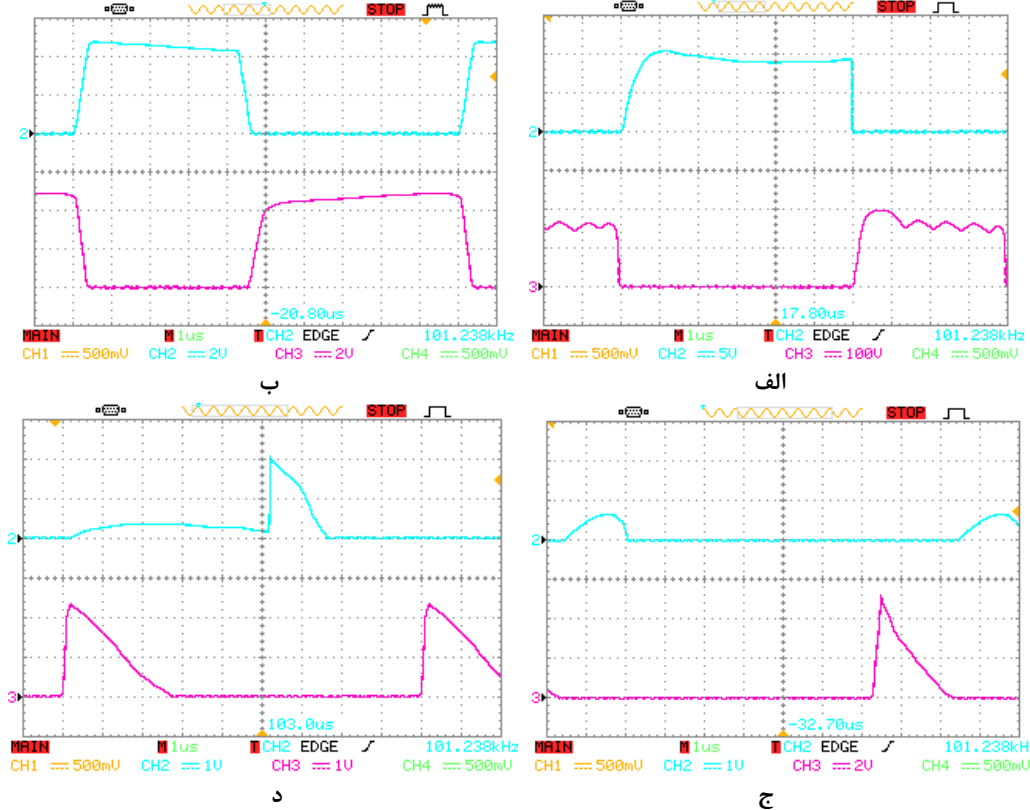 STOP
2
3
-20.80us
MAIN M 1us T CH2 EDGE 101.238kHz
CH1 500mV CH2 2V CH3 2V CH4 500mV
ب
STOP
2
3
17.80us
MAIN M 1us T CH2 EDGE 101.238kHz
CH1 500mV CH2 5V CH3 100V CH4 500mV
الف
STOP
2
3
103.0us
MAIN M 1us T CH2 EDGE 101.238kHz
CH1 500mV CH2 1V CH3 1V CH4 500mV
د
STOP
2
3
-32.70us
MAIN M 1us T CH2 EDGE 101.238kH
CH1 500mV CH2 1V CH3 2V CH4 500mV
ج